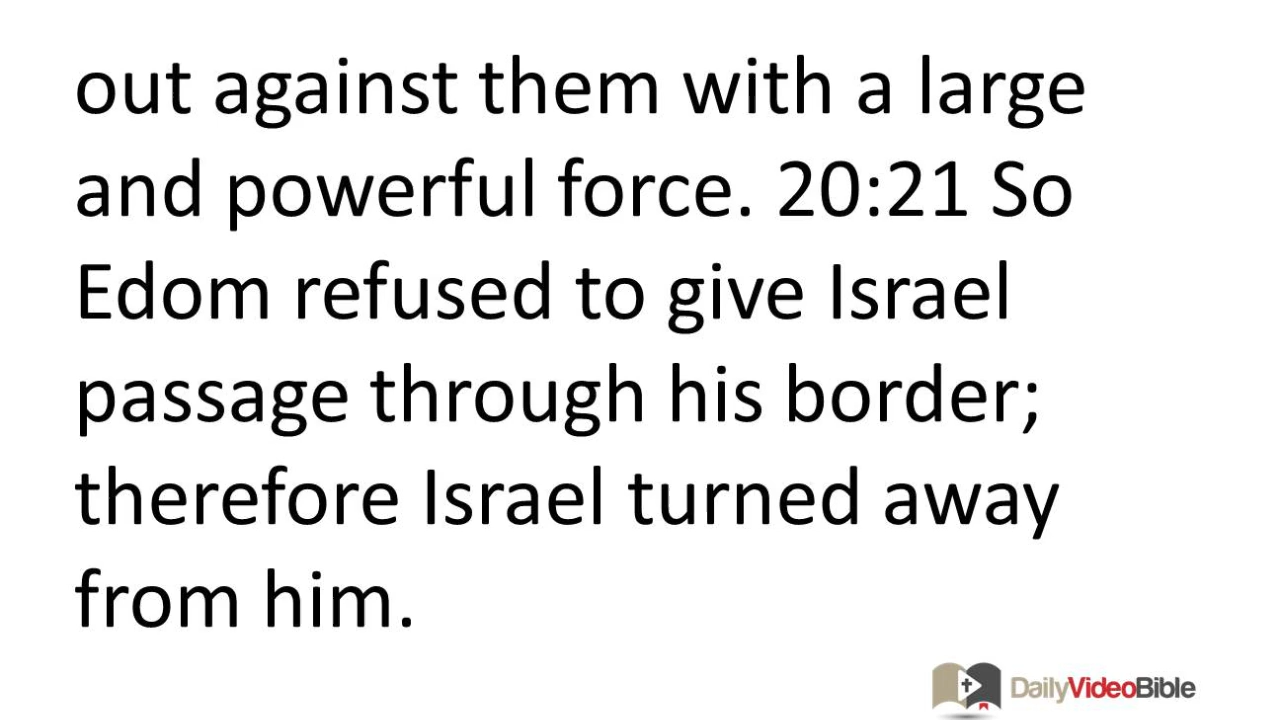 out against them with a large
and powerful force. 20:21 So
Edom refused to give Israel
passage through his border;
therefore Israel turned away
from him.
DailyVideoBible